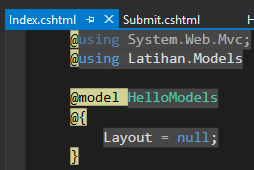 Index.cshtml Submit.cshtml
@using System.Web.Mvc;
@using Latihan.Models
@model HelloModels
@{
Layout = null;
}